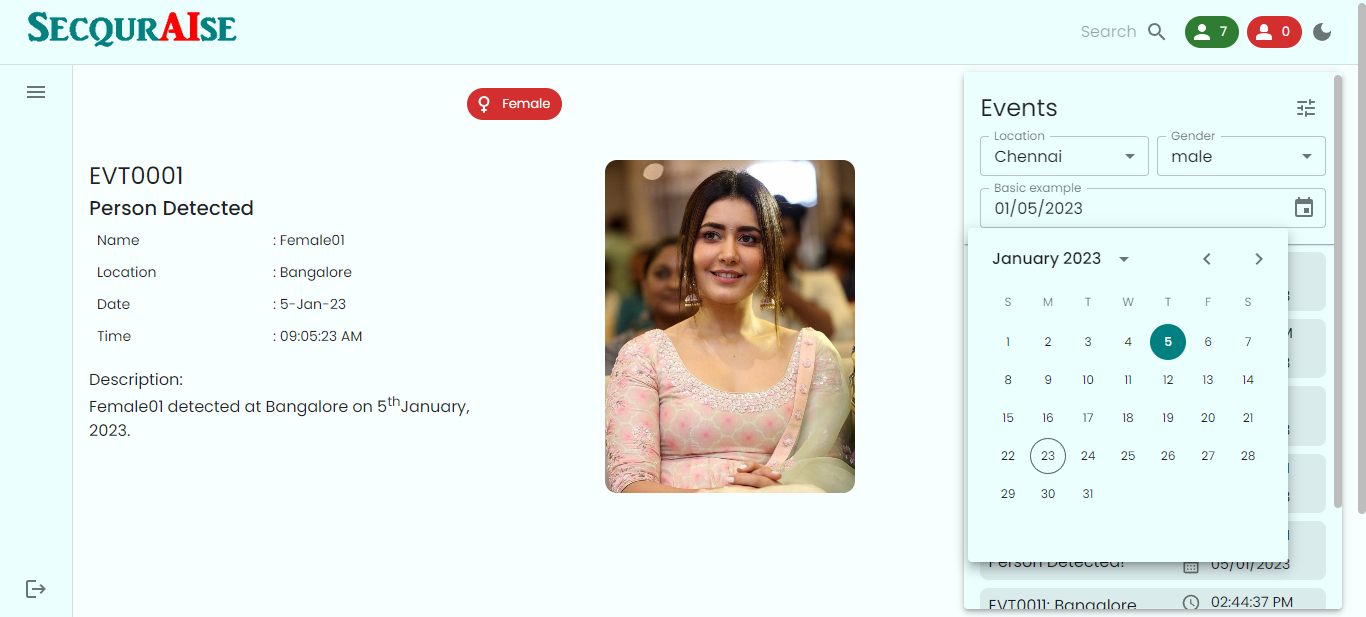 SECQURAISE
Search
7
0
Female
EVT0001
Person Detected
Name : Female01
Location : Bangalore
Date : 5-Jan-23
Time : 09:05:23 AM
Description:
Female01 detected at Bangalore on 5thJanuary,
2023.
Events
Location
Chennai
Gender
male
Basic example
01/05/2023
January 2023
S M T W T F S
1 2 3 4 5 6 7
8 9 10 11 12 13 14
15 16 17 18 19 20 21
22 23 24 25 26 27 28
29 30 31
Person Detected! 05/01/2023
EVT0011: Bangalore 02:44:37 PM